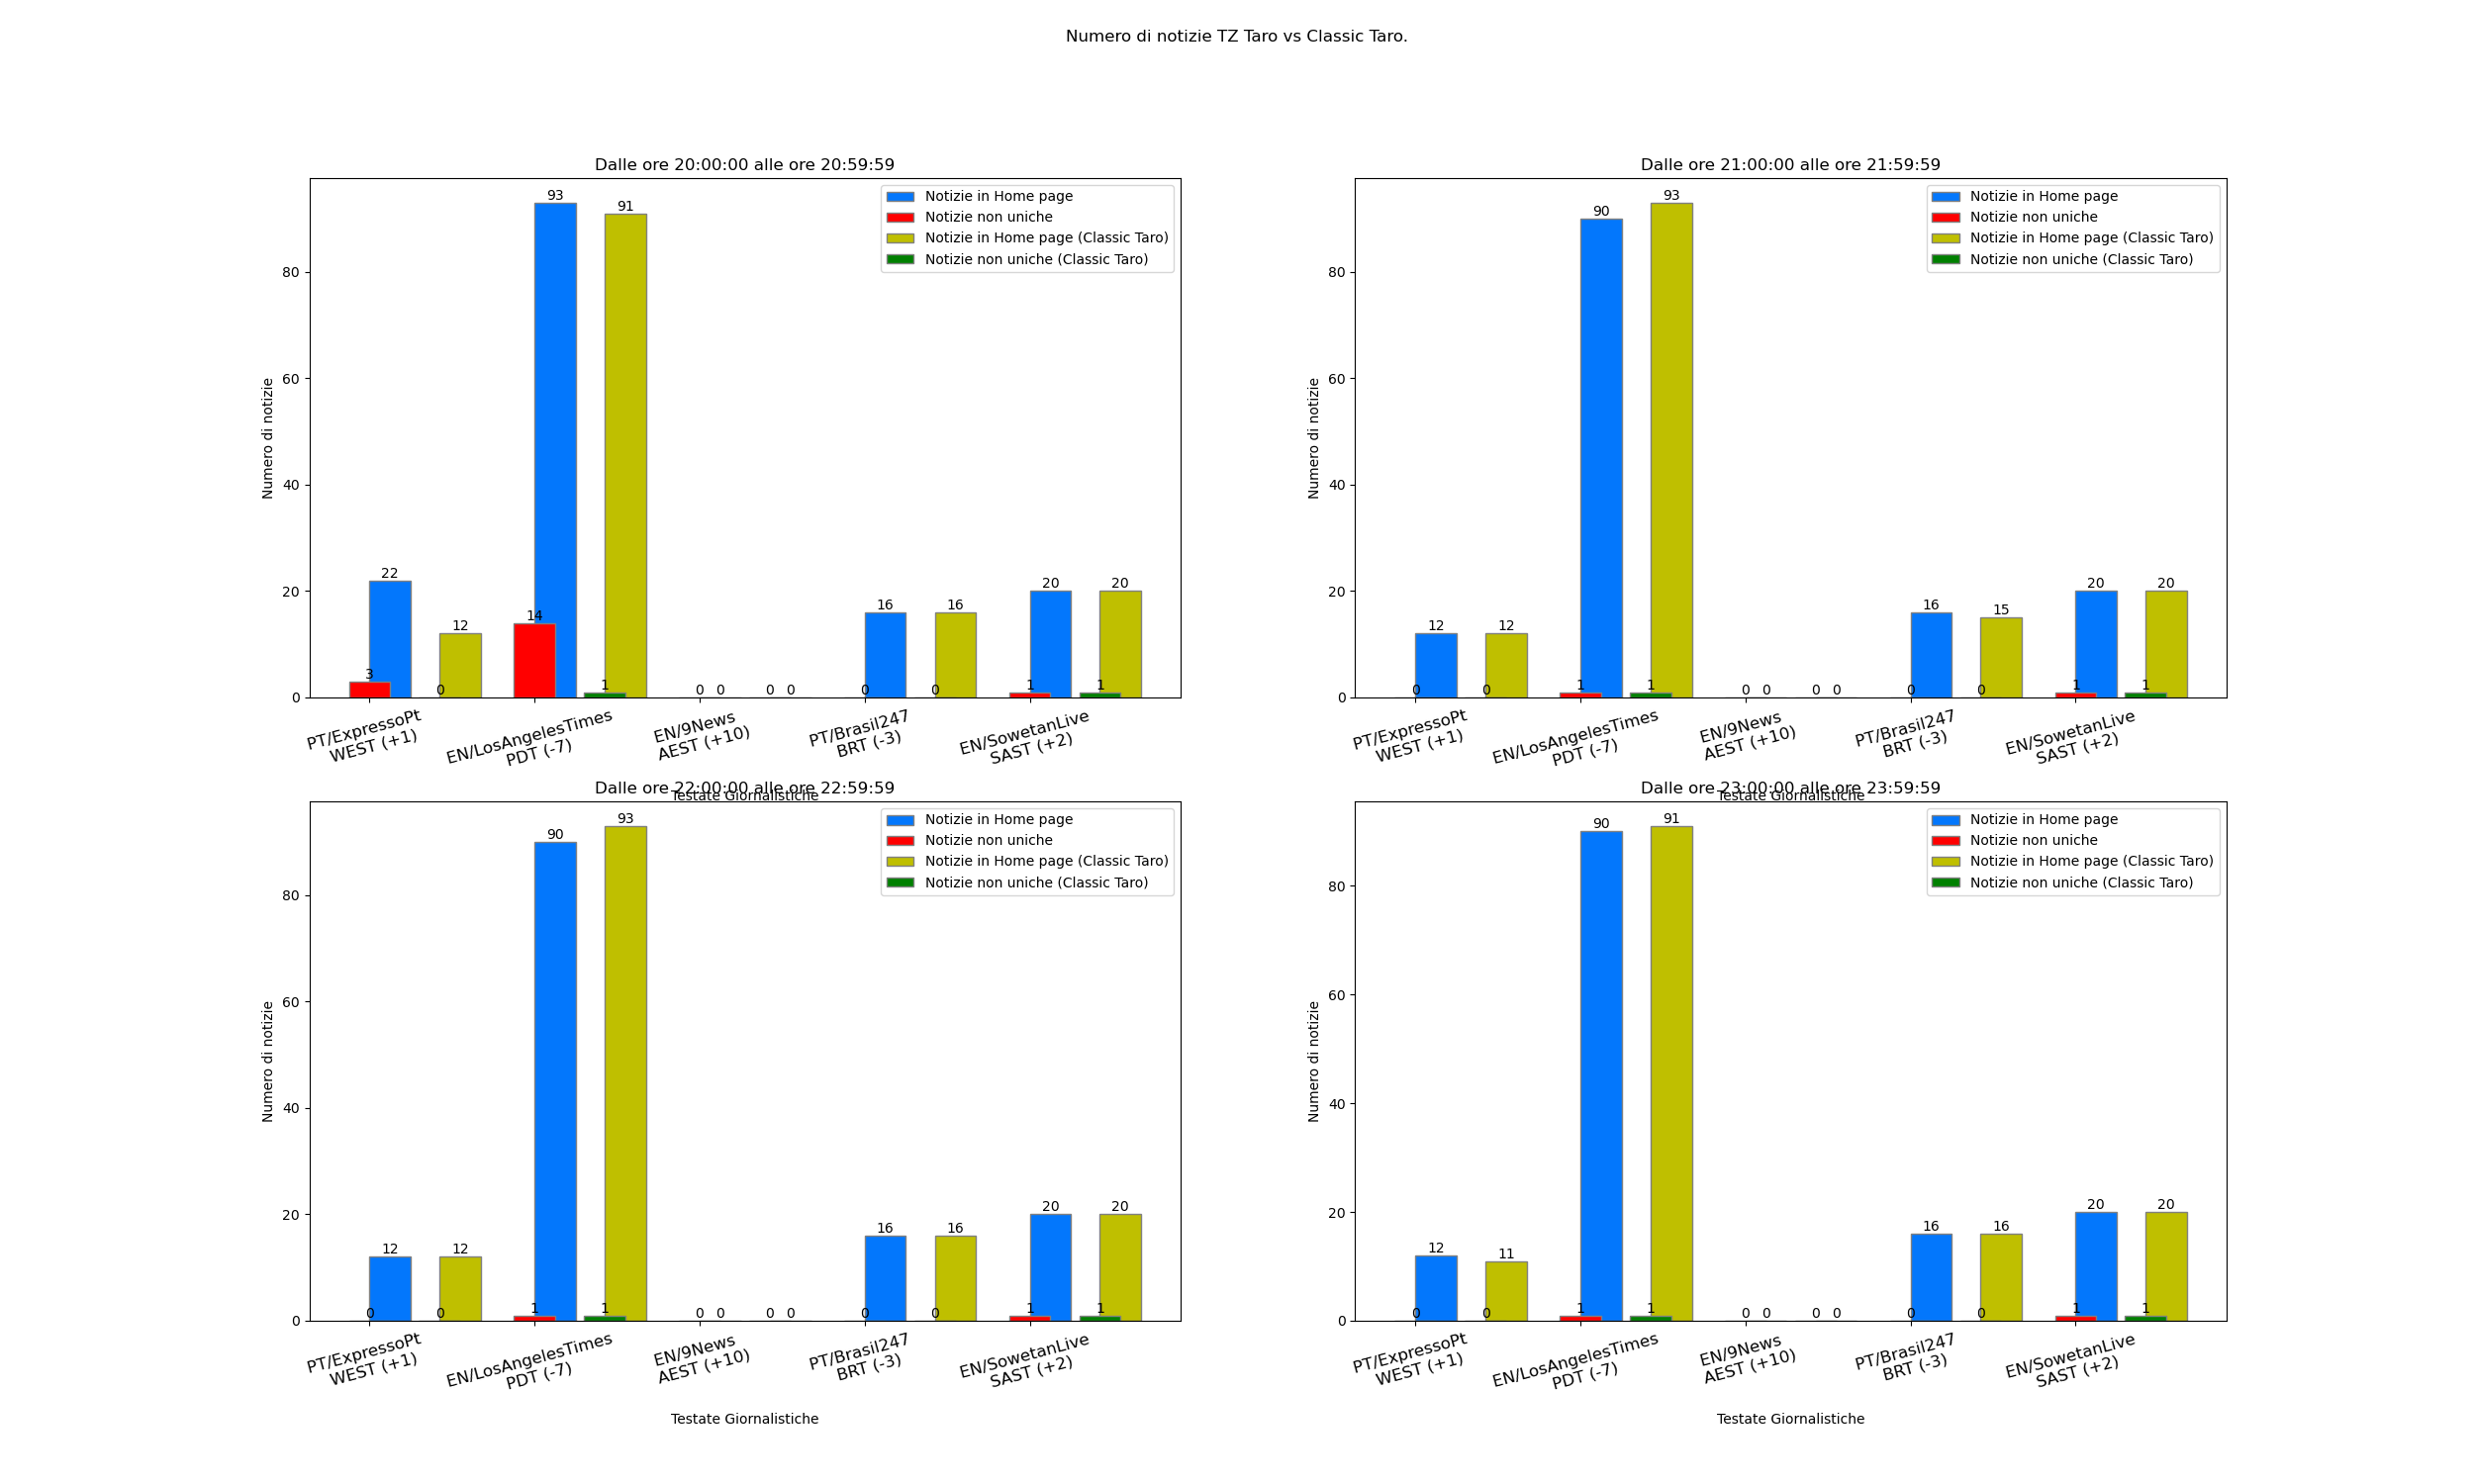 Numero di notizie TZ Taro vs Classic Taro.
Dalle ore 20:00:00 alle ore 20:59:59
Numero di notizie
80
60
40
20
0
Notizie in Home page
Notizie non uniche
Notizie in Home page (Classic Taro)
Notizie non uniche (Classic Taro)
22
3
12
0
93
14
91
1
0 0 0 0
16
0
16
0
20
1
20
1
PT/ExpressoPt
WEST (+1)
EN/LosAngelesTimes
PDT (-7)
EN/9News
AEST (+10)
PT/Brasil247
BRT (-3)
EN/SowetanLive
SAST (+2)
Testate Giornalistiche
Dalle ore 21:00:00 alle ore 21:59:59
Numero di notizie
80
60
40
20
0
Notizie in Home page
Notizie non uniche
Notizie in Home page (Classic Taro)
Notizie non uniche (Classic Taro)
12
0
12
0
90
1
93
1
0 0 0 0
16
0
15
0
20
1
20
1
PT/ExpressoPt
WEST (+1)
EN/LosAngelesTimes
PDT (-7)
EN/9News
AEST (+10)
PT/Brasil247
BRT (-3)
EN/SowetanLive
SAST (+2)
Testate Giornalistiche
Dalle ore 22:00:00 alle ore 22:59:59
Numero di notizie
80
60
40
20
0
Notizie in Home page
Notizie non uniche
Notizie in Home page (Classic Taro)
Notizie non uniche (Classic Taro)
12
0
12
0
90
1
93
1
0 0 0 0
16
0
16
0
20
1
20
1
PT/ExpressoPt
WEST (+1)
EN/LosAngelesTimes
PDT (-7)
EN/9News
AEST (+10)
PT/Brasil247
BRT (-3)
EN/SowetanLive
SAST (+2)
Testate Giornalistiche
Dalle ore 23:00:00 alle ore 23:59:59
Numero di notizie
80
60
40
20
0
Notizie in Home page
Notizie non uniche
Notizie in Home page (Classic Taro)
Notizie non uniche (Classic Taro)
12
0
11
0
90
1
91
1
0 0 0 0
16
0
16
0
20
1
20
1
PT/ExpressoPt
WEST (+1)
EN/LosAngelesTimes
PDT (-7)
EN/9News
AEST (+10)
PT/Brasil247
BRT (-3)
EN/SowetanLive
SAST (+2)
Testate Giornalistiche